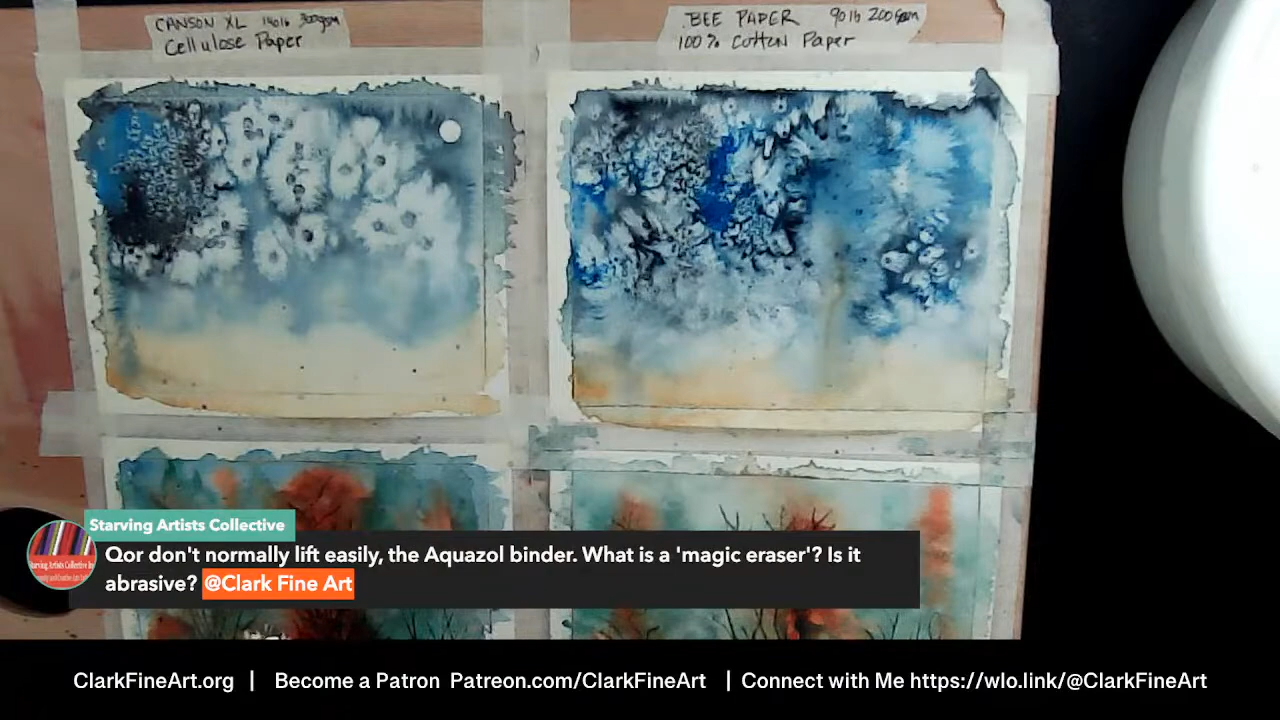 CANSON XL 140lb 300gsm
Cellulose Paper
BEE PAPER 90lb 200gsm
100% Cotton Paper
Starving Artists Collective
Qor don't normally lift easily, the Aquazol binder. What is a 'magic eraser'? Is it
abrasive? @Clark Fine Art
ClarkFineArt.org | Become a Patron Patreon.com/ClarkFineArt | Connect with Me https://wlo.link/@ClarkFineArt